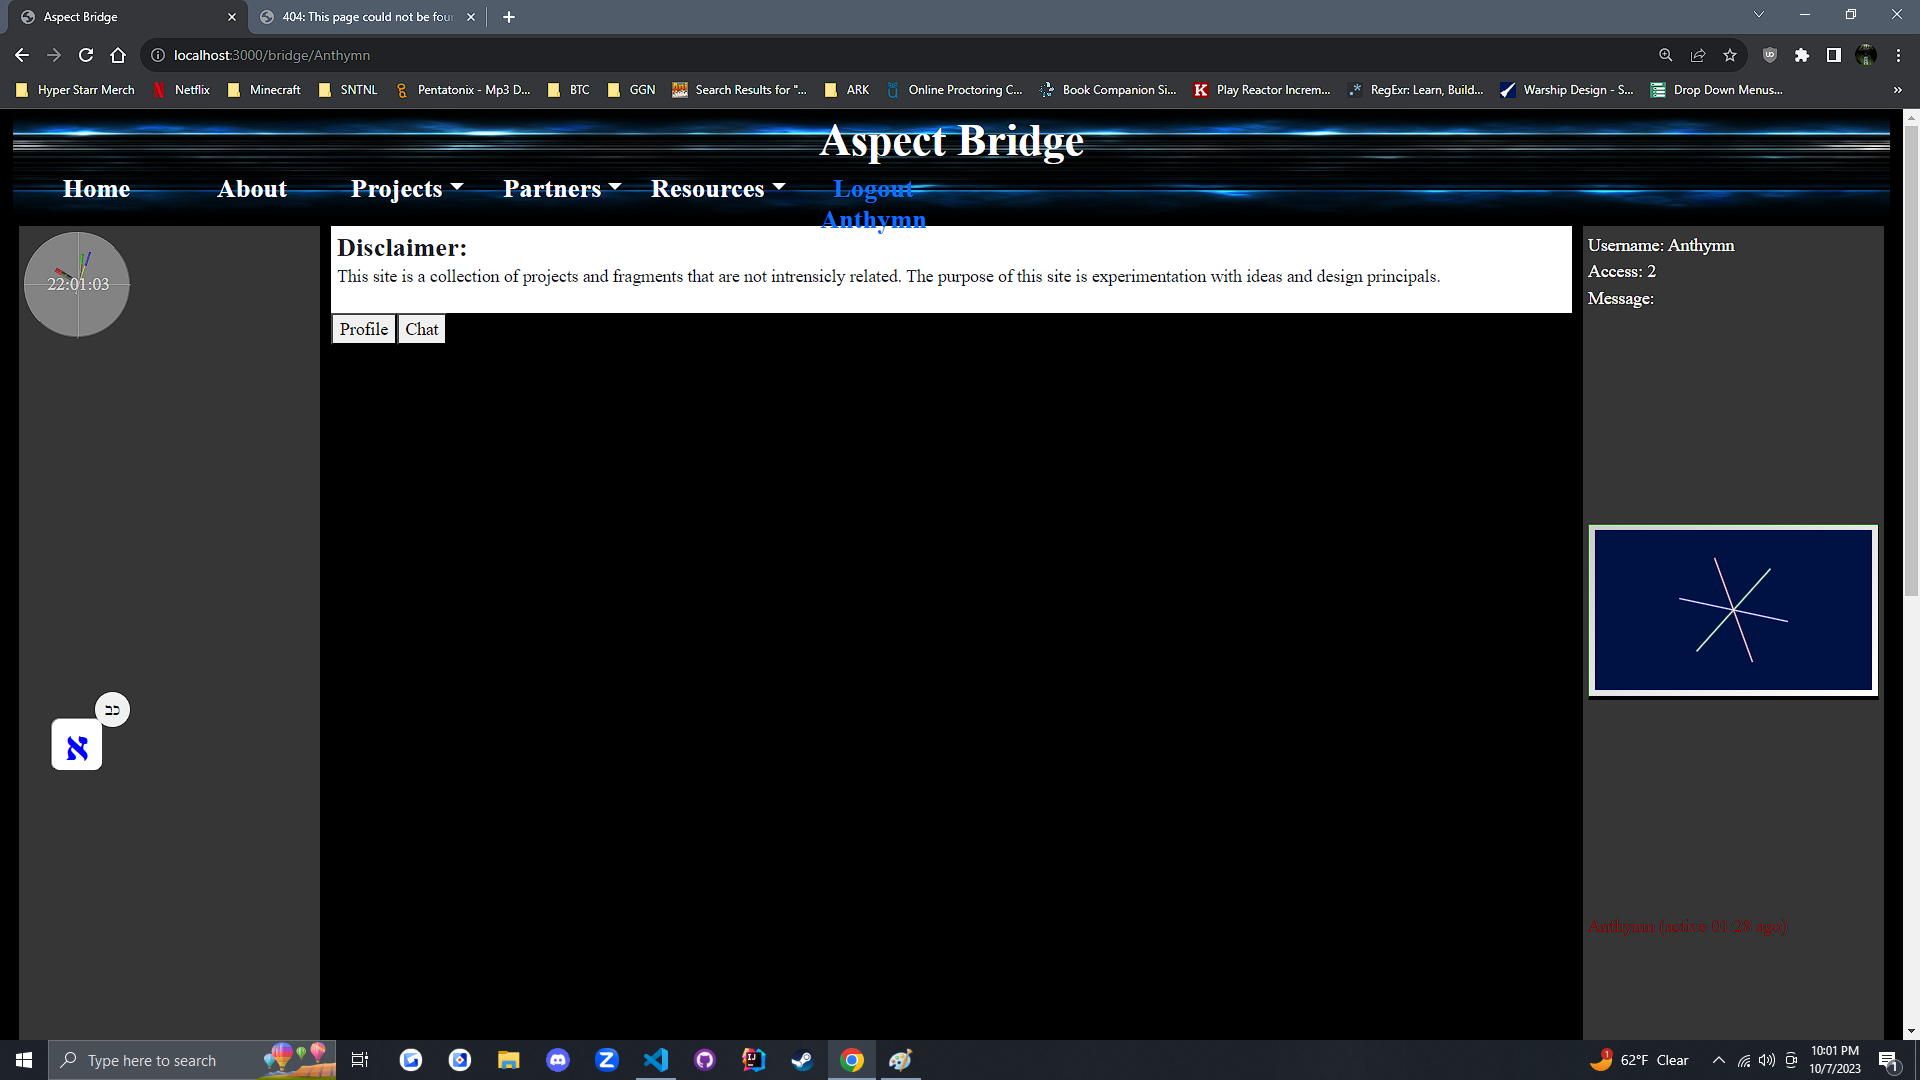 Aspect Bridge
404: This page could not be foun
localhost:3000/bridge/Anthymn
Hyper Starr Merch
Netflix
Minecraft
SNTNL
Pentatonix - Mp3 D...
BTC
GGN
Search Results for "...
ARK
Online Proctoring C...
Book Companion Si...
Play Reactor Increm...
RegExr: Learn, Build...
Warship Design - S...
Drop Down Menus...
»
Aspect Bridge
Home About Projects Partners Resources Logout
Anthymn
22:01:03
Disclaimer:
This site is a collection of projects and fragments that are not intrensicly related. The purpose of this site is experimentation with ideas and design principals.
Profile Chat
Username: Anthymn
Access: 2
Message:
כב
א
Anthymn (active 01:28 ago)
Type here to search
1
62°F Clear
10:01 PM
10/7/2023
1